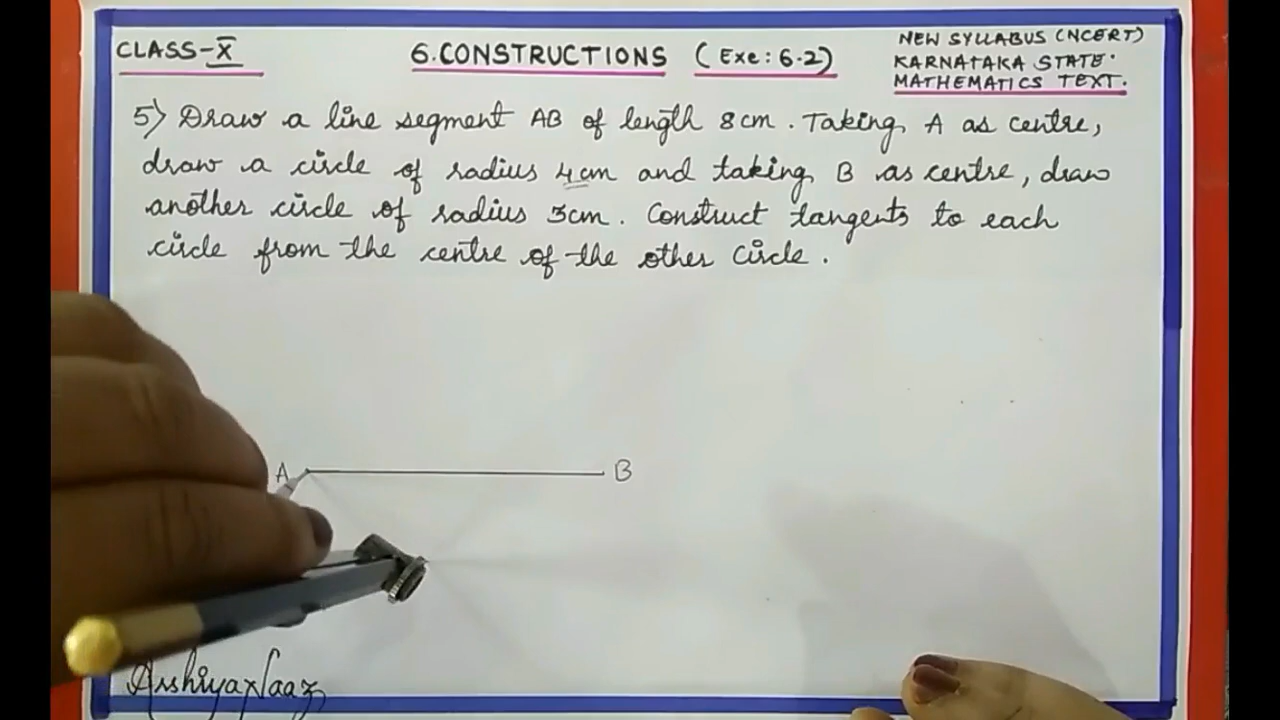 CLASS-X
6.CONSTRUCTIONS (Exe: 6.2)
NEW SYLLABUS (NCERT)
KARNATAKA STATE
MATHEMATICS TEXT.
5) Draw a line segment AB of length 8cm. Taking A as centre,
draw a circle of radius 4cm and taking B as centre, draw
another circle of radius 3cm. Construct tangents to each
circle from the centre of the other circle.
A
B
Arshiya Naaz